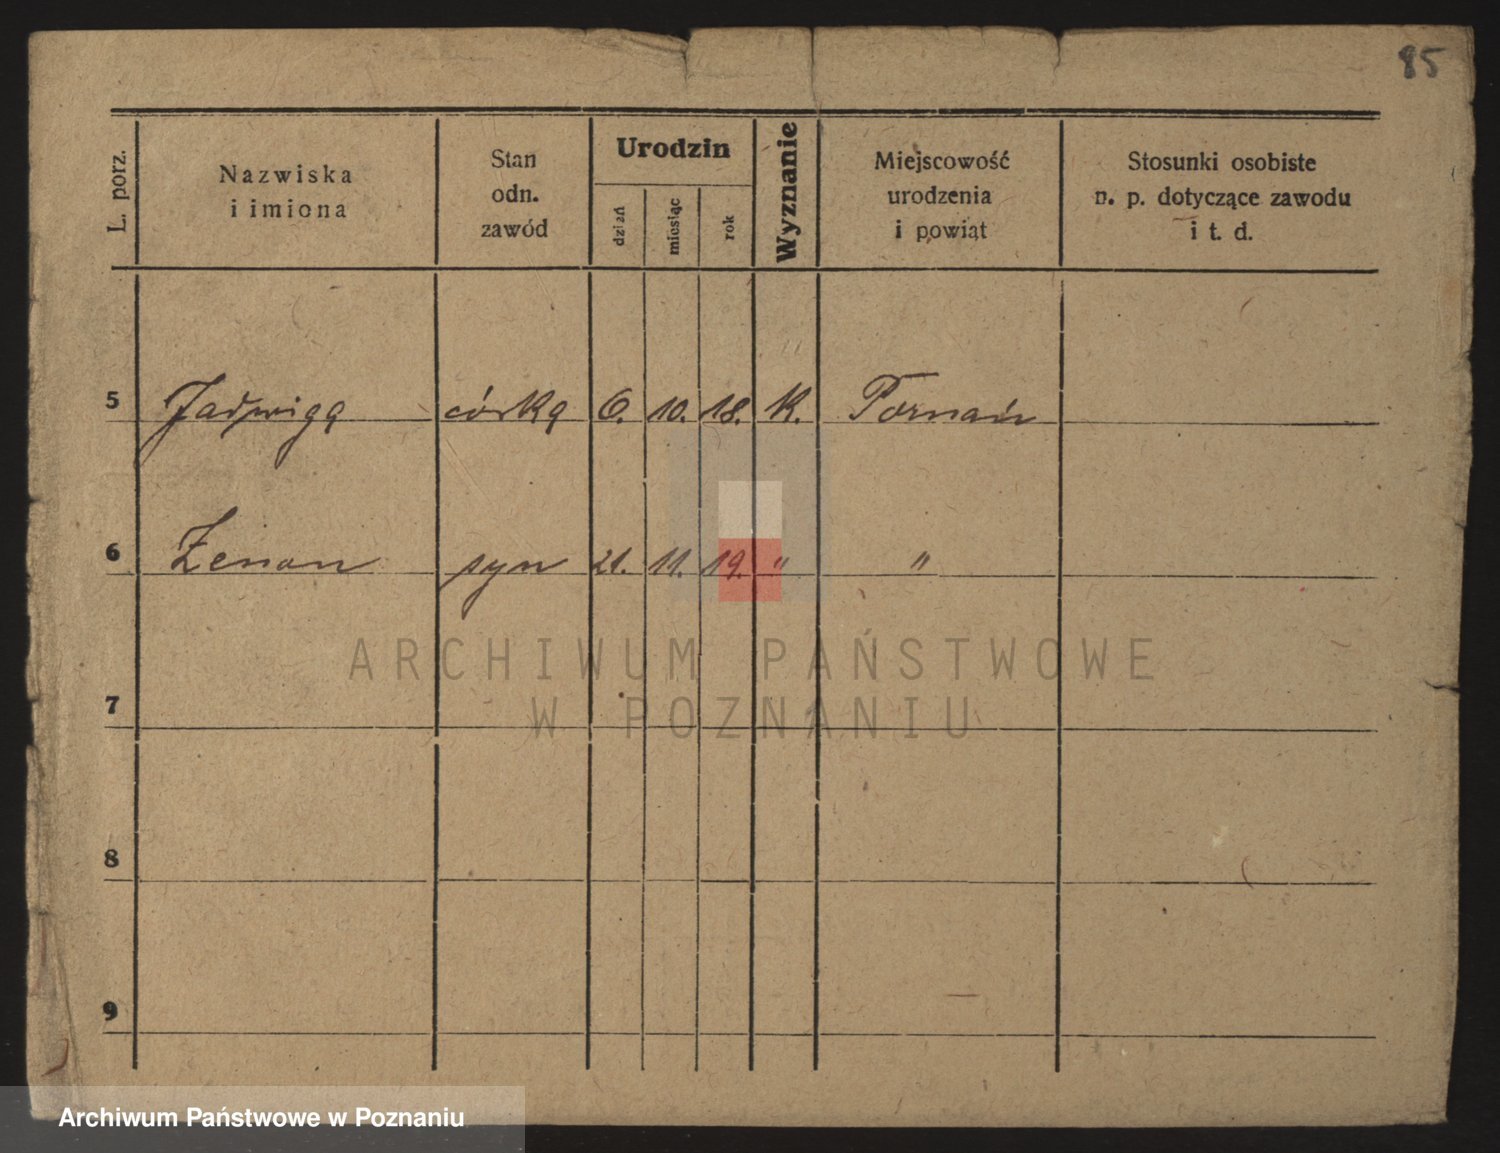 85
L. porz.
Nazwiska
i imiona
Stan
odn.
zawód
Urodzin
dzień
miesiąc
rok
Wyznanie
Miejscowość
urodzenia
i powiat
Stosunki osobiste
n. p. dotyczące zawodu
i t. d.
5 Jadwiga córka 6. 10. 18. K. Poznań
6 Zenon syn 21. 11. 19. " "
7
8
9
ARCHIWUM PAŃSTWOWE
W POZNANIU
Archiwum Państwowe w Poznaniu